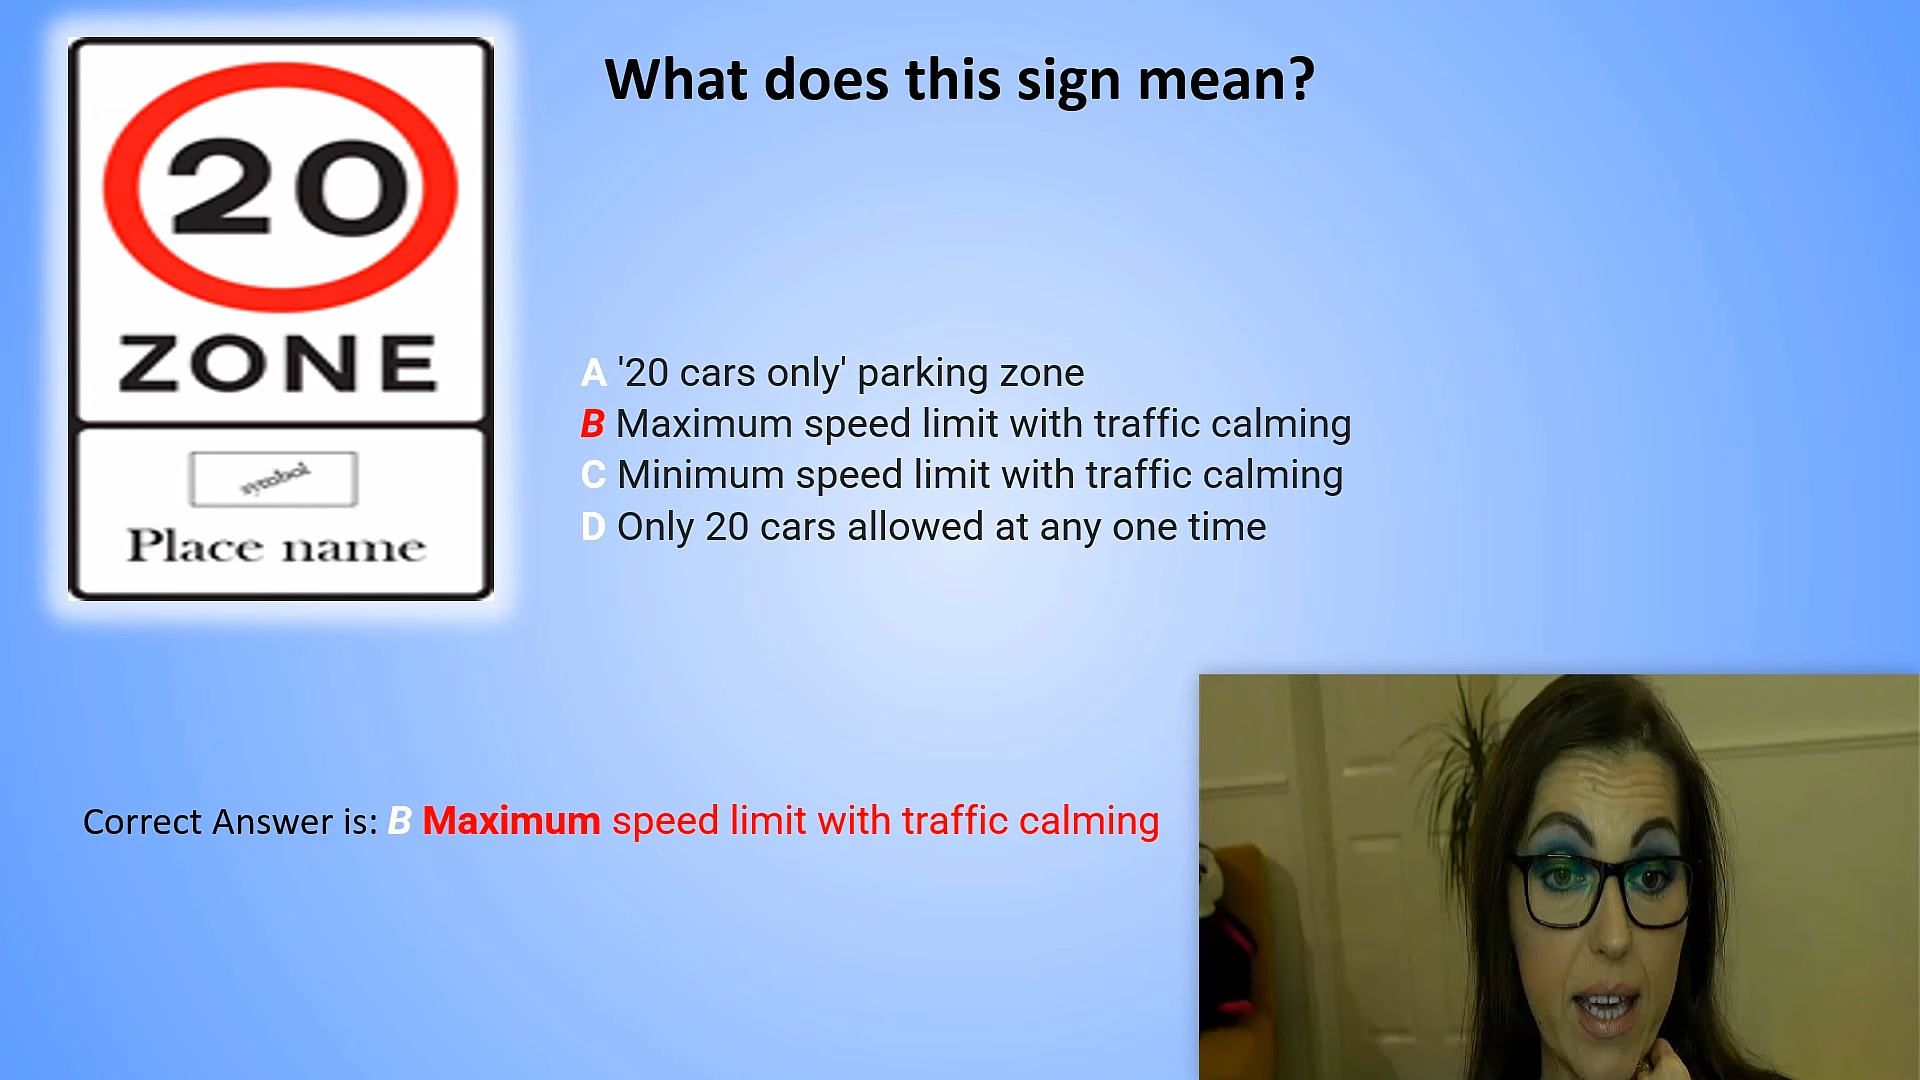 20
ZONE
symbol
Place name
What does this sign mean?
A '20 cars only' parking zone
B Maximum speed limit with traffic calming
C Minimum speed limit with traffic calming
D Only 20 cars allowed at any one time
Correct Answer is: B Maximum speed limit with traffic calming